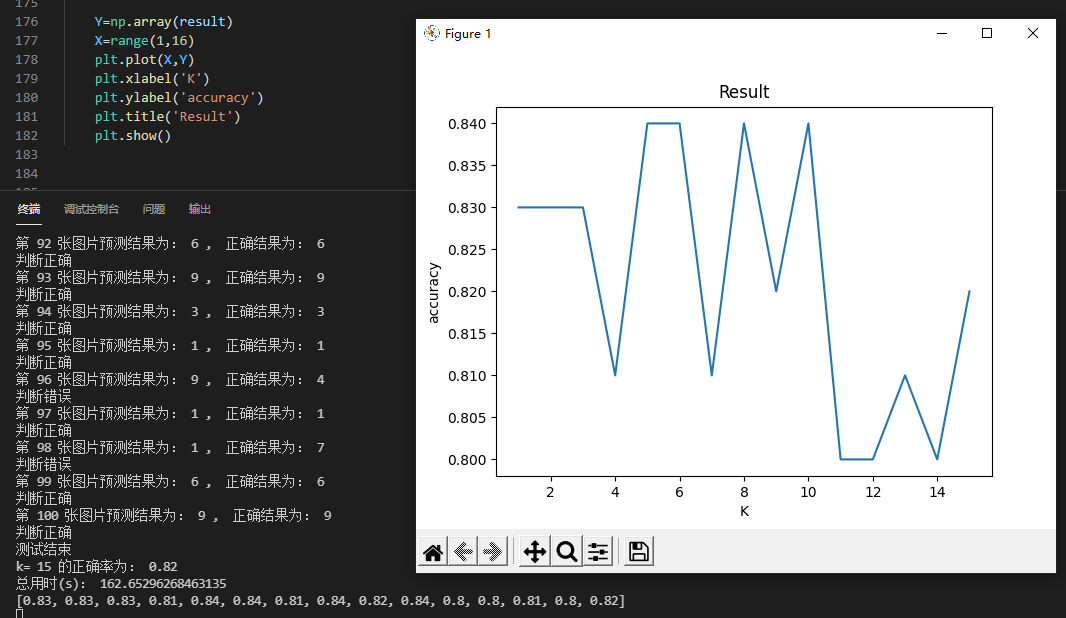 175
176 Y=np.array(result)
177 X=range(1,16)
178 plt.plot(X,Y)
179 plt.xlabel('K')
180 plt.ylabel('accuracy')
181 plt.title('Result')
182 plt.show()
183
184
185
终端 调试控制台 问题 输出
第 92 张图片预测结果为: 6 , 正确结果为: 6
判断正确
第 93 张图片预测结果为: 9 , 正确结果为: 9
判断正确
第 94 张图片预测结果为: 3 , 正确结果为: 3
判断正确
第 95 张图片预测结果为: 1 , 正确结果为: 1
判断正确
第 96 张图片预测结果为: 9 , 正确结果为: 4
判断错误
第 97 张图片预测结果为: 1 , 正确结果为: 1
判断正确
第 98 张图片预测结果为: 1 , 正确结果为: 7
判断错误
第 99 张图片预测结果为: 6 , 正确结果为: 6
判断正确
第 100 张图片预测结果为: 9 , 正确结果为: 9
判断正确
测试结束
k= 15 的正确率为: 0.82
总用时(s): 162.65296268463135
[0.83, 0.83, 0.83, 0.81, 0.84, 0.84, 0.81, 0.84, 0.82, 0.84, 0.8, 0.8, 0.81, 0.8, 0.82]
Figure 1
Result
accuracy
0.840
0.835
0.830
0.825
0.820
0.815
0.810
0.805
0.800
2 4 6 8 10 12 14
K